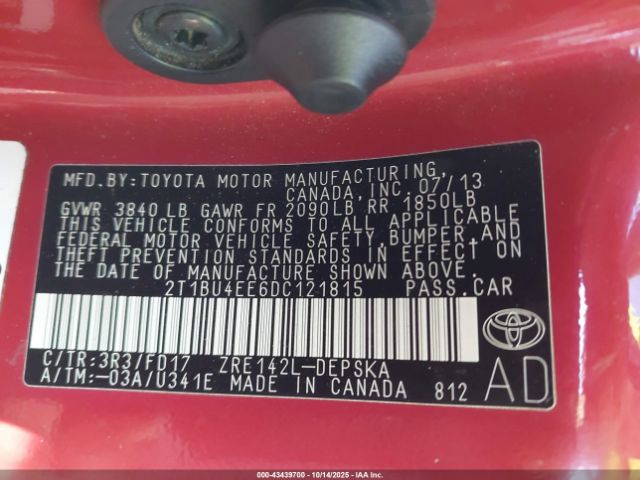 MFD.BY:TOYOTA MOTOR MANUFACTURING,
CANADA,INC.07/13
GVWR 3840 LB GAWR FR 2090LB RR 1850LB
THIS VEHICLE CONFORMS TO ALL APPLICABLE
FEDERAL MOTOR VEHICLE SAFETY,BUMPER,AND
THEFT PREVENTION STANDARDS IN EFFECT ON
THE DATE OF MANUFACTURE SHOWN ABOVE.
2T1BU4EE6DC121815 PASS.CAR
C/TR:3R3/FD17 ZRE142L-DEPSKA
A/TM:-03A/U341E MADE IN CANADA 812
AD
000-43439700 | 10/14/2025 | IAA Inc.